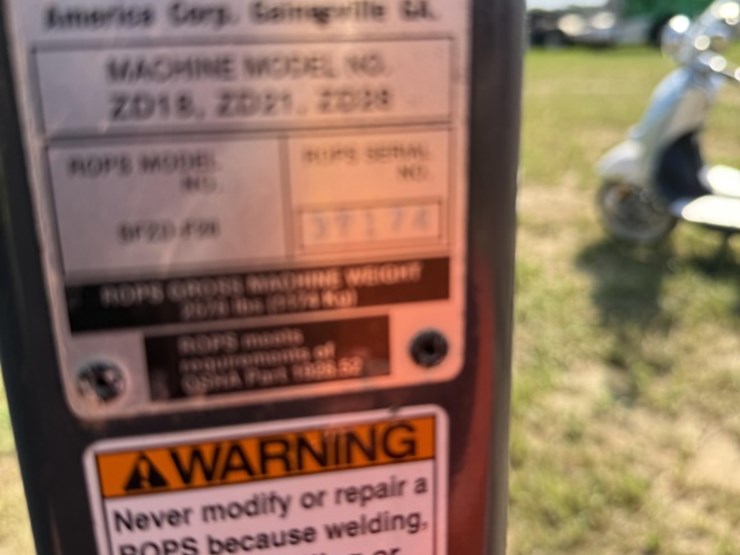 America Corp. Gainesville GA.
MACHINE MODEL NO.
ZD18, ZD21, ZD28
ROPS MODEL
NO.
ROPS SERIAL
NO.
ROPS GROSS MACHINE WEIGHT
ROPS meets
requirements of
OSHA Part
WARNING
Never modify or repair a
ROPS because welding,
or